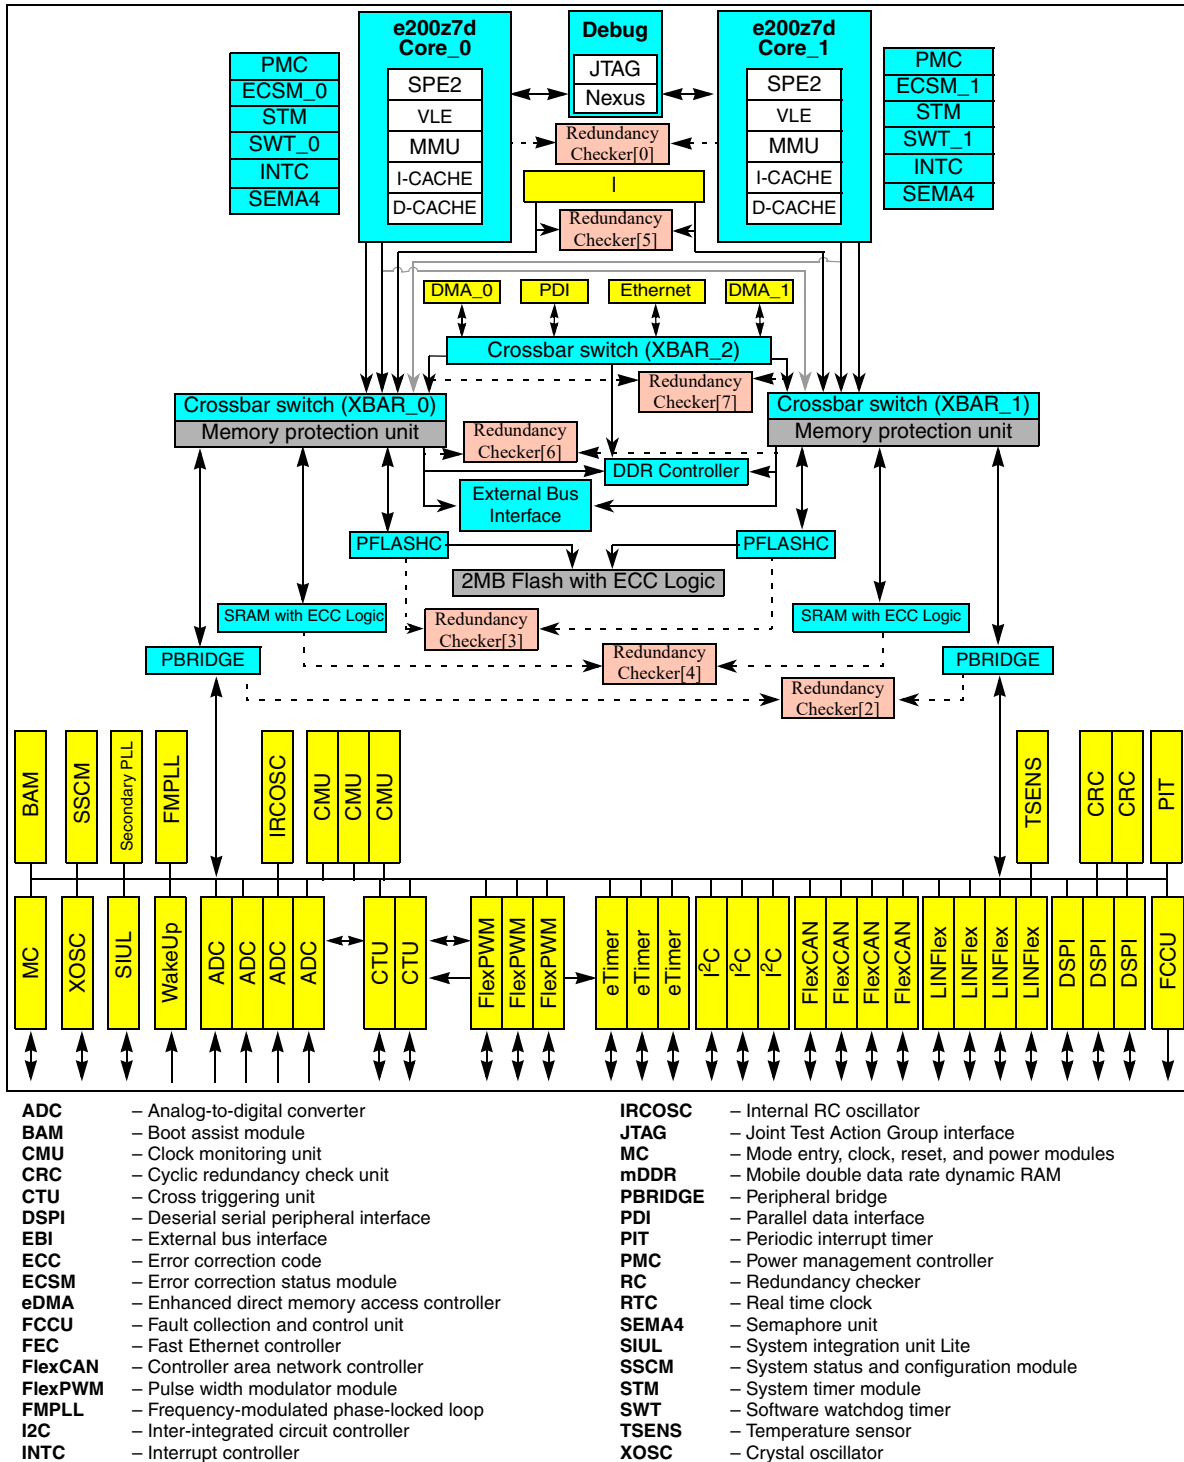 e200z7d
Core_0
SPE2
VLE
MMU
I-CACHE
D-CACHE
Debug
JTAG
Nexus
e200z7d
Core_1
SPE2
VLE
MMU
I-CACHE
D-CACHE
PMC
ECSM_0
STM
SWT_0
INTC
SEMA4
PMC
ECSM_1
STM
SWT_1
INTC
SEMA4
Redundancy
Checker[0]
I
Redundancy
Checker[5]
DMA_0
PDI
Ethernet
DMA_1
Crossbar switch (XBAR_2)
Redundancy
Checker[7]
Crossbar switch (XBAR_0)
Memory protection unit
Crossbar switch (XBAR_1)
Memory protection unit
Redundancy
Checker[6]
DDR Controller
External Bus
Interface
PFLASHC
PFLASHC
2MB Flash with ECC Logic
SRAM with ECC Logic
SRAM with ECC Logic
Redundancy
Checker[3]
Redundancy
Checker[4]
PBRIDGE
PBRIDGE
Redundancy
Checker[2]
BAM
SSCM
Secondary PLL
FMPLL
IRCOSC
CMU
CMU
CMU
TSENS
CRC
CRC
PIT
MC
XOSC
SIUL
WakeUp
ADC
ADC
ADC
ADC
CTU
CTU
FlexPWM
FlexPWM
FlexPWM
eTimer
eTimer
eTimer
I2C
I2C
I2C
FlexCAN
FlexCAN
FlexCAN
FlexCAN
LINFlex
LINFlex
LINFlex
LINFlex
DSPI
DSPI
DSPI
FCCU
ADC – Analog-to-digital converter
BAM – Boot assist module
CMU – Clock monitoring unit
CRC – Cyclic redundancy check unit
CTU – Cross triggering unit
DSPI – Deserial serial peripheral interface
EBI – External bus interface
ECC – Error correction code
ECSM – Error correction status module
eDMA – Enhanced direct memory access controller
FCCU – Fault collection and control unit
FEC – Fast Ethernet controller
FlexCAN – Controller area network controller
FlexPWM – Pulse width modulator module
FMPLL – Frequency-modulated phase-locked loop
I2C – Inter-integrated circuit controller
INTC – Interrupt controller
IRCOSC – Internal RC oscillator
JTAG – Joint Test Action Group interface
MC – Mode entry, clock, reset, and power modules
mDDR – Mobile double data rate dynamic RAM
PBRIDGE – Peripheral bridge
PDI – Parallel data interface
PIT – Periodic interrupt timer
PMC – Power management controller
RC – Redundancy checker
RTC – Real time clock
SEMA4 – Semaphore unit
SIUL – System integration unit Lite
SSCM – System status and configuration module
STM – System timer module
SWT – Software watchdog timer
TSENS – Temperature sensor
XOSC – Crystal oscillator